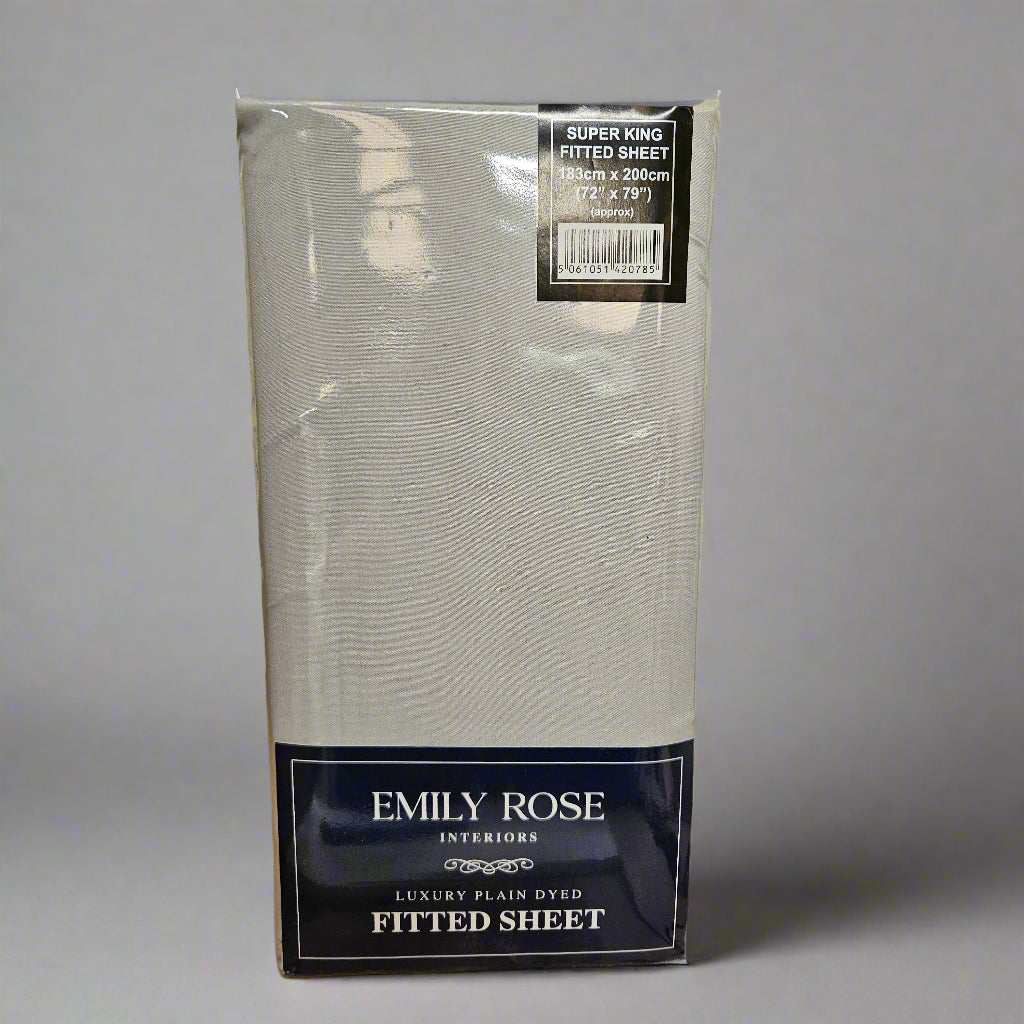 SUPER KING
FITTED SHEET
183cm x 200cm
(72” x 79”)
(approx)
5 061051 420785
EMILY ROSE
INTERIORS
LUXURY PLAIN DYED
FITTED SHEET